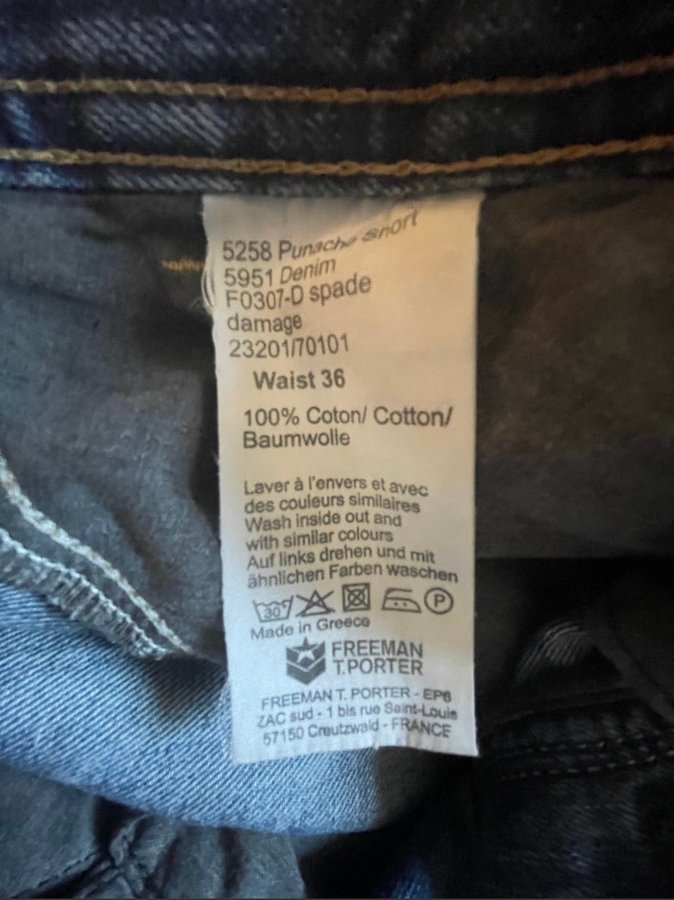 5258 Punache Short
5951 Denim
F0307-D spade
damage
23201/70101
Waist 36
100% Coton/ Cotton/
Baumwolle
Laver à l'envers et avec
des couleurs similaires
Wash inside out and
with similar colours
Auf links drehen und mit
ähnlichen Farben waschen
30° P
Made in Greece
FREEMAN
T.PORTER
FREEMAN T. PORTER - EP6
ZAC sud - 1 bis rue Saint-Louis
57150 Creutzwald - FRANCE